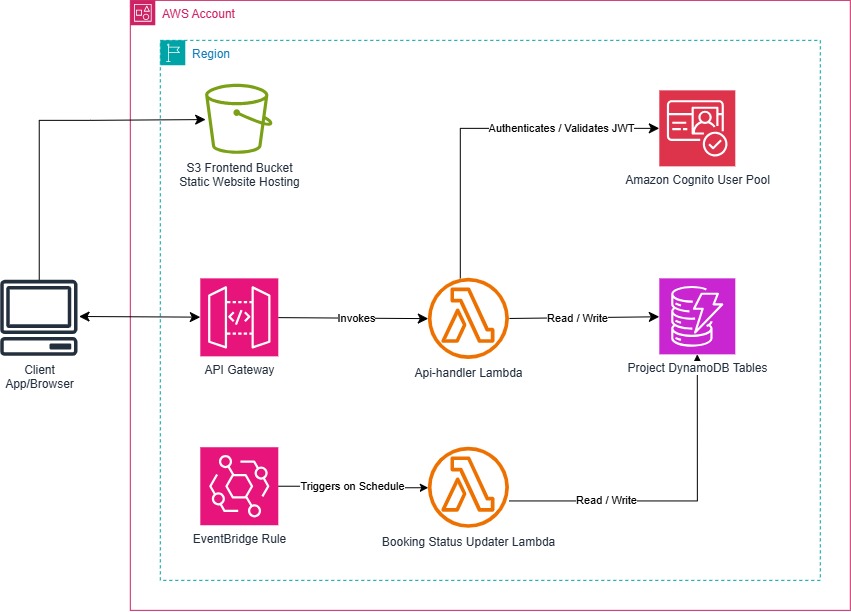 AWS Account
Region
S3 Frontend Bucket
Static Website Hosting
Authenticates / Validates JWT
Amazon Cognito User Pool
Client
App/Browser
</>
API Gateway
Invokes
Api-handler Lambda
Read / Write
Project DynamoDB Tables
EventBridge Rule
Triggers on Schedule
Booking Status Updater Lambda
Read / Write